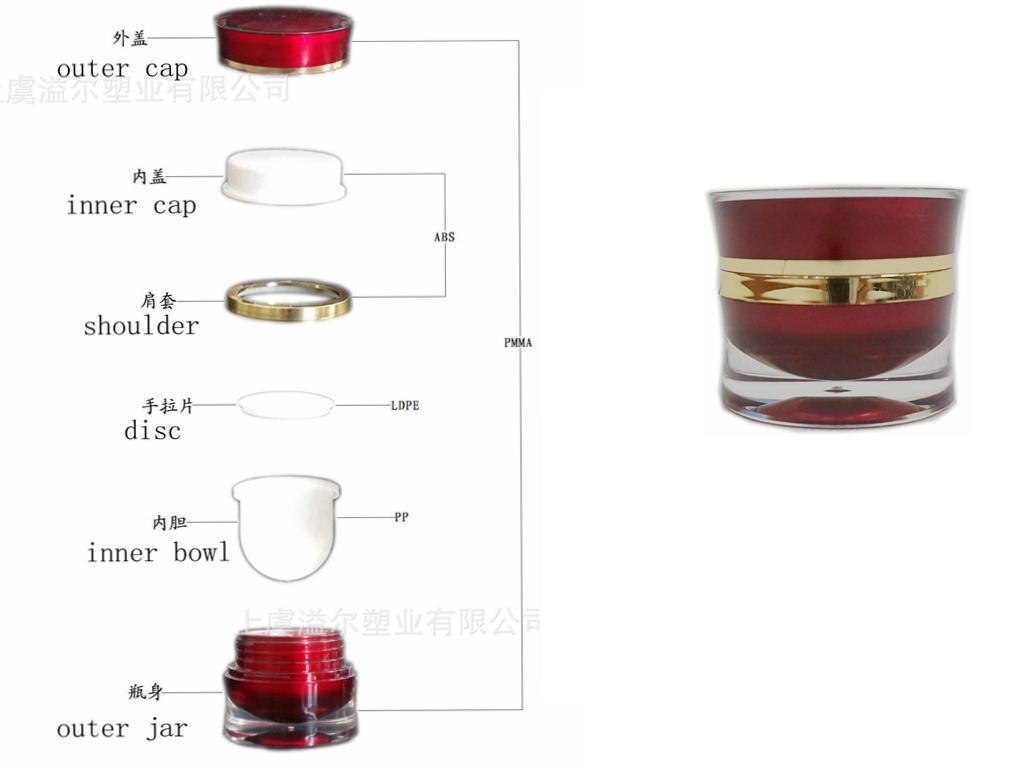 外盖
outer cap
上虞溢尔塑业有限公司
内盖
inner cap
ABS
肩套
shoulder
PMMA
手拉片
disc
LDPE
内胆
inner bowl
PP
上虞溢尔塑业有限公司
瓶身
outer jar